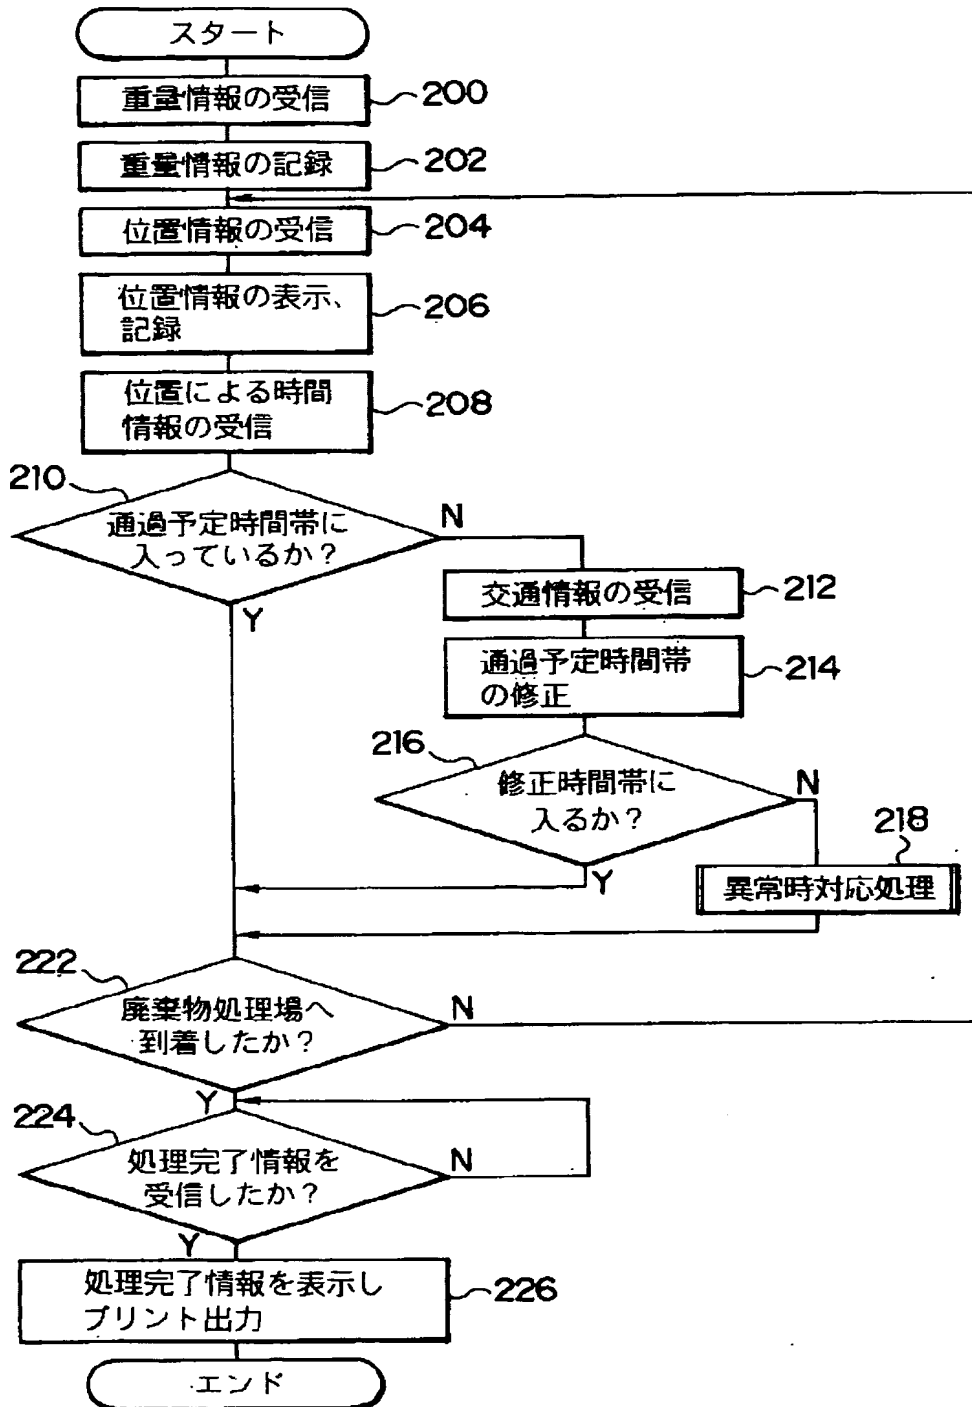 スタート
重量情報の受信
200
重量情報の記録
202
位置情報の受信
204
位置情報の表示、
記録
206
位置による時間
情報の受信
208
210
通過予定時間帯に
入っているか？
N
Y
交通情報の受信
212
通過予定時間帯
の修正
214
216
修正時間帯に
入るか？
N
Y
218
異常時対応処理
222
廃棄物処理場へ
到着したか？
N
Y
224
処理完了情報を
受信したか？
N
Y
処理完了情報を表示し
プリント出力
226
エンド